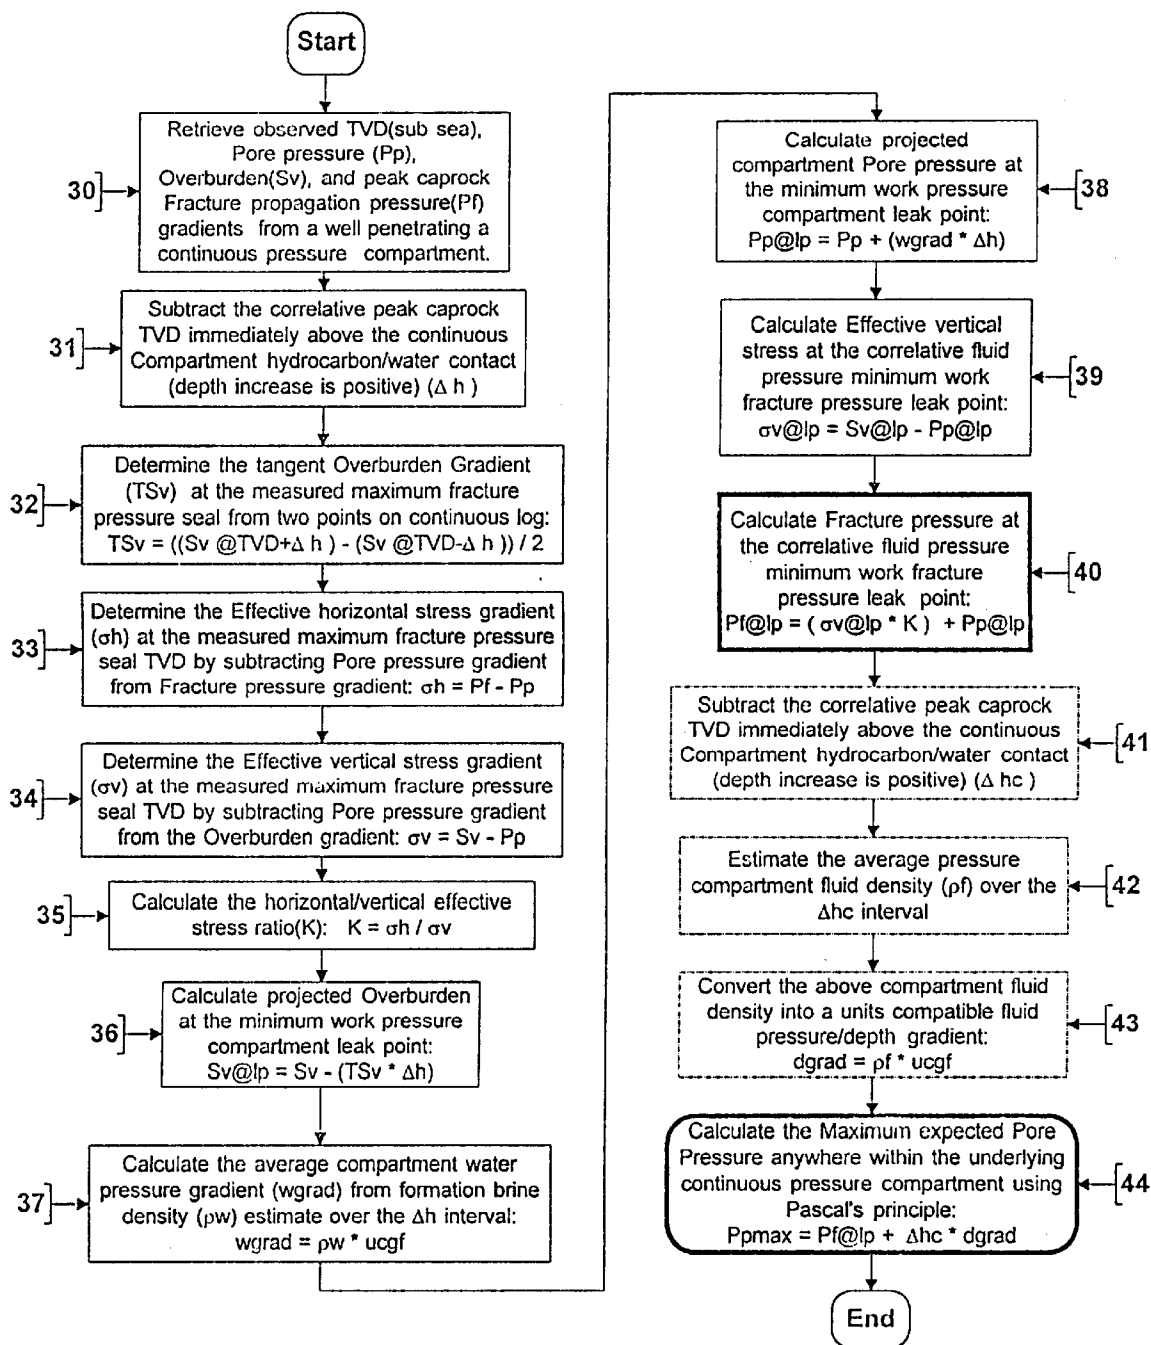 Start
Retrieve observed TVD(sub sea),
Pore pressure (Pp),
Overburden(Sv), and peak caprock
Fracture propagation pressure(Pf)
gradients from a well penetrating a
continuous pressure compartment.
30
Subtract the correlative peak caprock
TVD immediately above the continuous
Compartment hydrocarbon/water contact
(depth increase is positive) (Δ h )
31
Determine the tangent Overburden Gradient
(TSv) at the measured maximum fracture
pressure seal from two points on continuous log:
TSv = ((Sv @TVD+Δ h ) - (Sv @TVD-Δ h )) / 2
32
Determine the Effective horizontal stress gradient
(σh) at the measured maximum fracture pressure
seal TVD by subtracting Pore pressure gradient
from Fracture pressure gradient: σh = Pf - Pp
33
Determine the Effective vertical stress gradient
(σv) at the measured maximum fracture pressure
seal TVD by subtracting Pore pressure gradient
from the Overburden gradient: σv = Sv - Pp
34
Calculate the horizontal/vertical effective
stress ratio(K): K = σh / σv
35
Calculate projected Overburden
at the minimum work pressure
compartment leak point:
Sv@lp = Sv - (TSv * Δh)
36
Calculate the average compartment water
pressure gradient (wgrad) from formation brine
density (ρw) estimate over the Δh interval:
wgrad = ρw * ucgf
37
Calculate projected
compartment Pore pressure at
the minimum work pressure
compartment leak point:
Pp@lp = Pp + (wgrad * Δh)
38
Calculate Effective vertical
stress at the correlative fluid
pressure minimum work
fracture pressure leak point:
σv@lp = Sv@lp - Pp@lp
39
Calculate Fracture pressure at
the correlative fluid pressure
minimum work fracture
pressure leak point:
Pf@lp = ( σv@lp * K ) + Pp@lp
40
Subtract the correlative peak caprock
TVD immediately above the continuous
Compartment hydrocarbon/water contact
(depth increase is positive) (Δ hc )
41
Estimate the average pressure
compartment fluid density (ρf) over the
Δhc interval
42
Convert the above compartment fluid
density into a units compatible fluid
pressure/depth gradient:
dgrad = ρf * ucgf
43
Calculate the Maximum expected Pore
Pressure anywhere within the underlying
continuous pressure compartment using
Pascal's principle:
Ppmax = Pf@lp + Δhc * dgrad
44
End